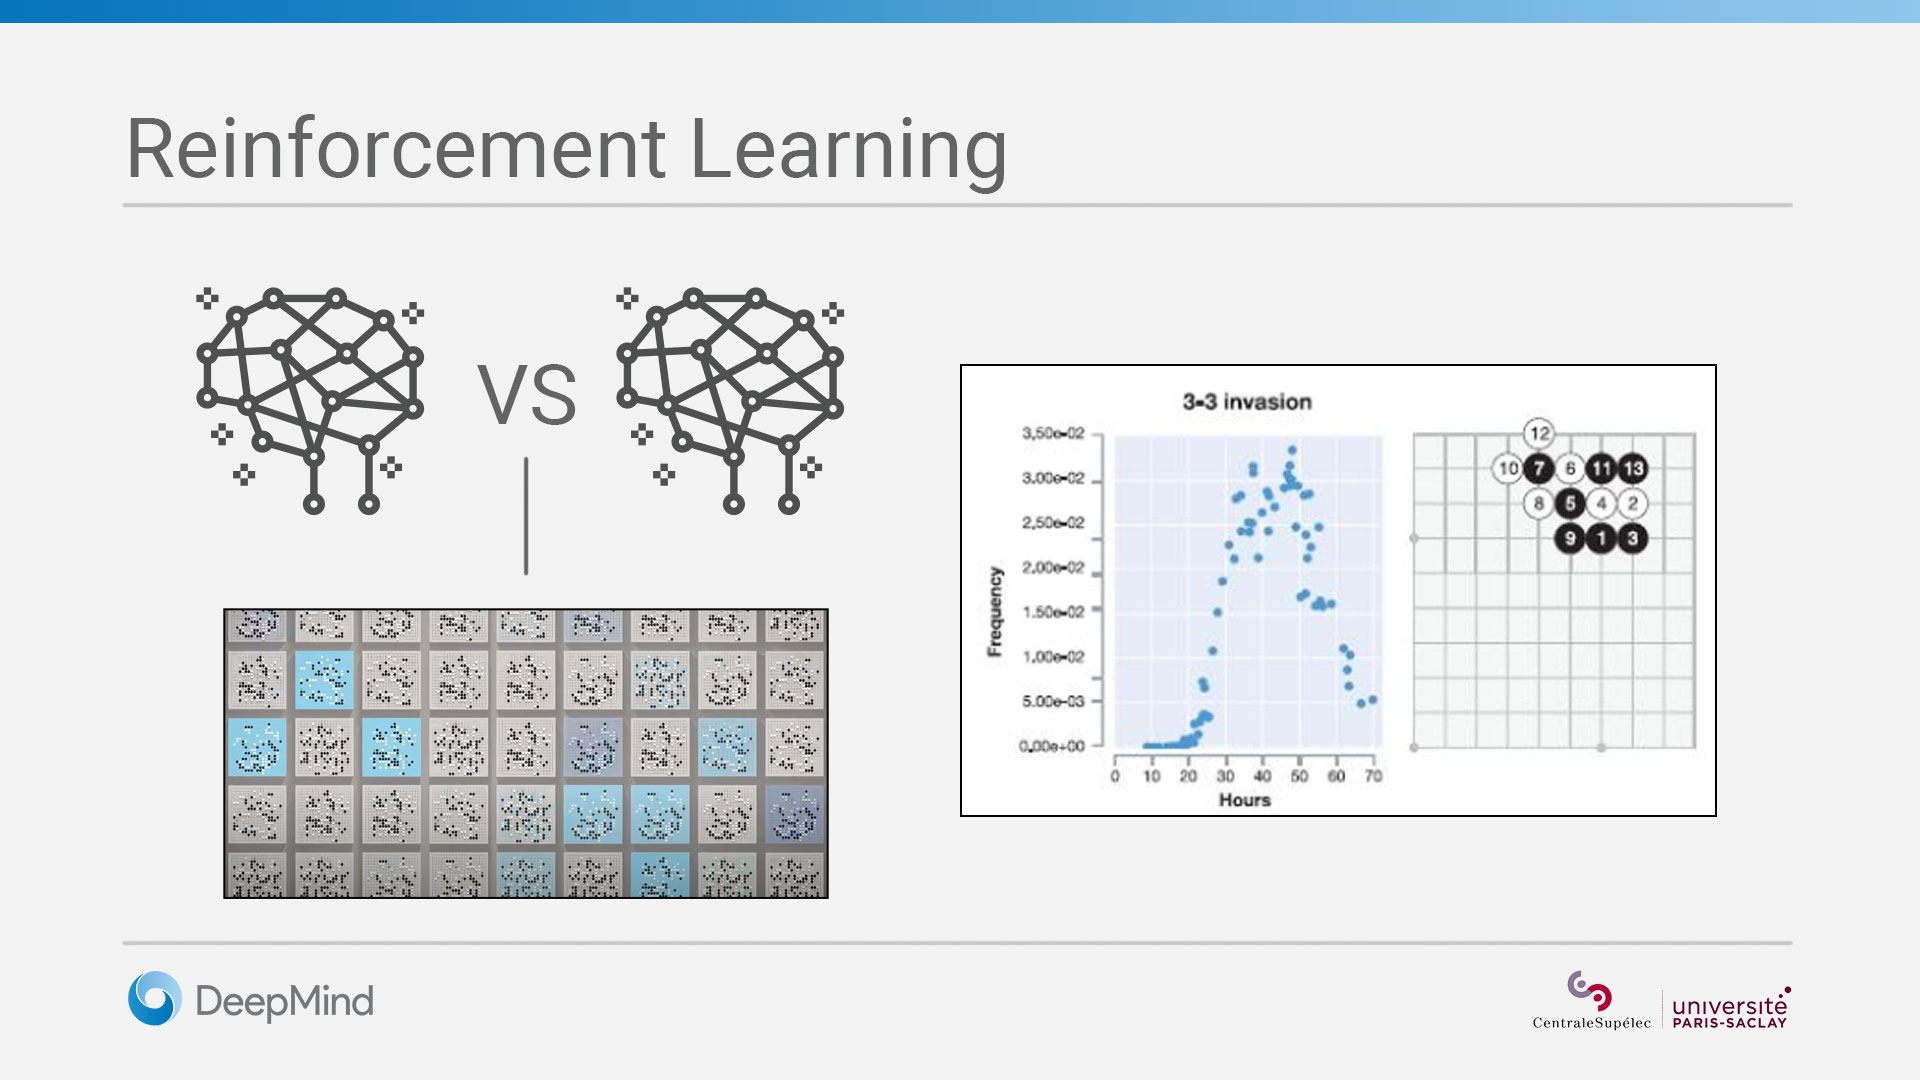 Reinforcement Learning
VS
3-3 invasion
3.50e-02
3.00e-02
2.50e-02
2.00e-02
1.50e-02
1.00e-02
5.00e-03
0.00e+00
Frequency
0 10 20 30 40 50 60 70
Hours
12
10 7 6 11 13
8 5 4 2
9 1 3
DeepMind
CentraleSupélec
université
PARIS-SACLAY